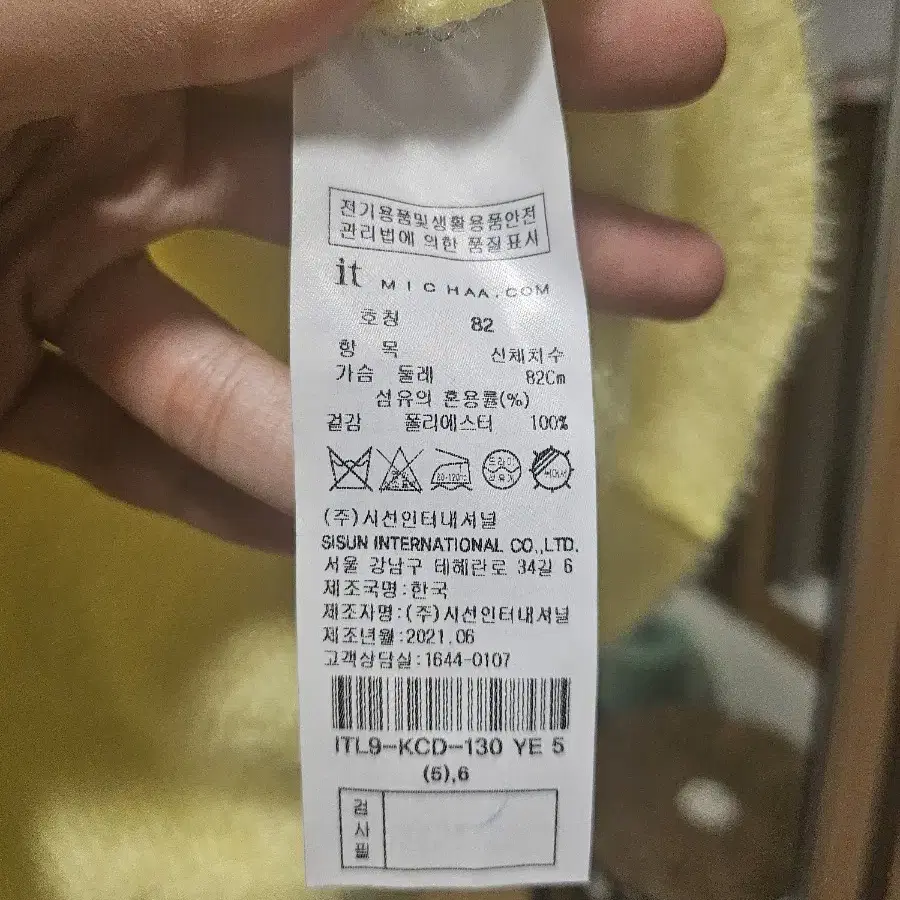 전기용품및생활용품안전
관리법에 의한 품질표시
it MICHAA.COM
호칭 82
항 목 신체치수
가슴 둘레 82Cm
섬유의 혼용률(%)
겉감 폴리에스터 100%
80-120℃ 드라이
(주)시선인터내셔널
SISUN INTERNATIONAL CO.,LTD.
서울 강남구 테헤란로 34길 6
제조국명:한국
제조자명:(주)시선인터내셔널
제조년월:2021.06
고객상담실:1644-0107
ITL9-KCD-130 YE 5
(5),6
검
사
필